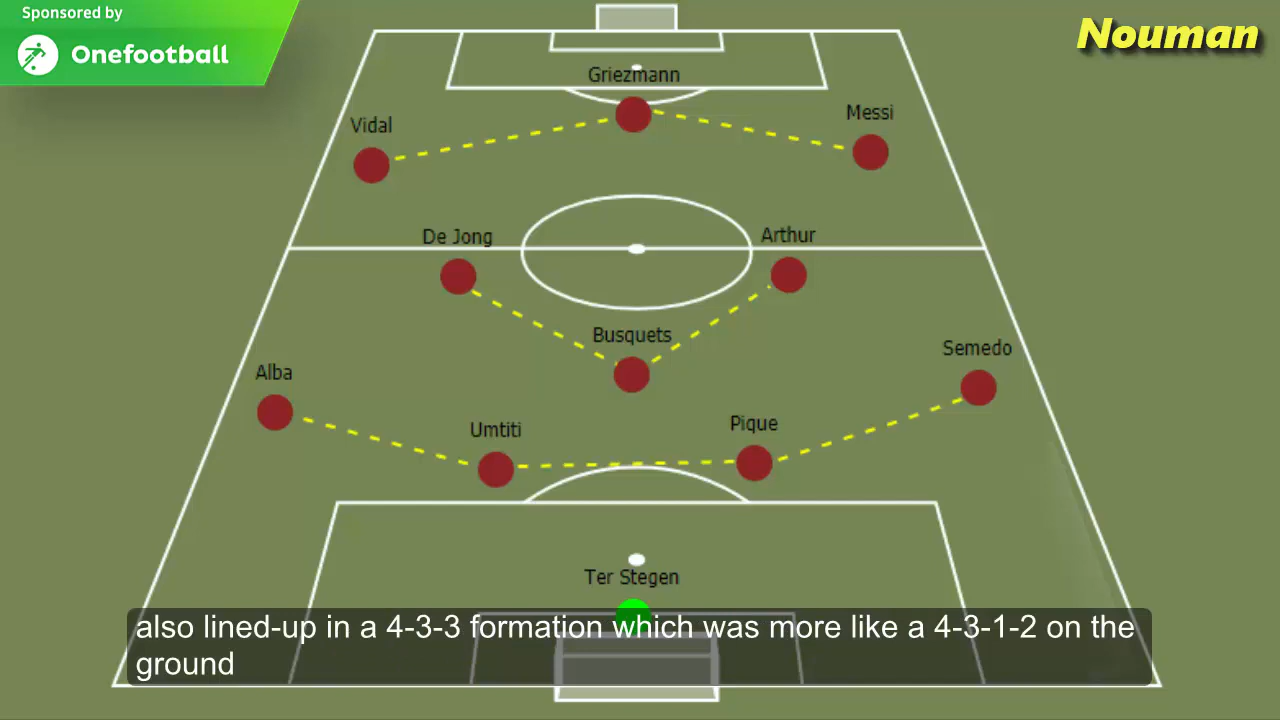 Sponsored by
Onefootball
Nouman
Griezmann
Messi
Vidal
De Jong
Arthur
Busquets
Semedo
Alba
Umtiti
Pique
Ter Stegen
also lined-up in a 4-3-3 formation which was more like a 4-3-1-2 on the
ground